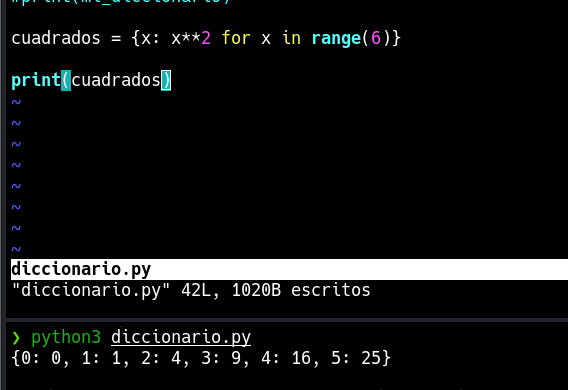 #print(mi_diccionario)
cuadrados = {x: x**2 for x in range(6)}
print(cuadrados)
~
~
~
~
~
~
~
~
diccionario.py
"diccionario.py" 42L, 1020B escritos
❯ python3 diccionario.py
{0: 0, 1: 1, 2: 4, 3: 9, 4: 16, 5: 25}